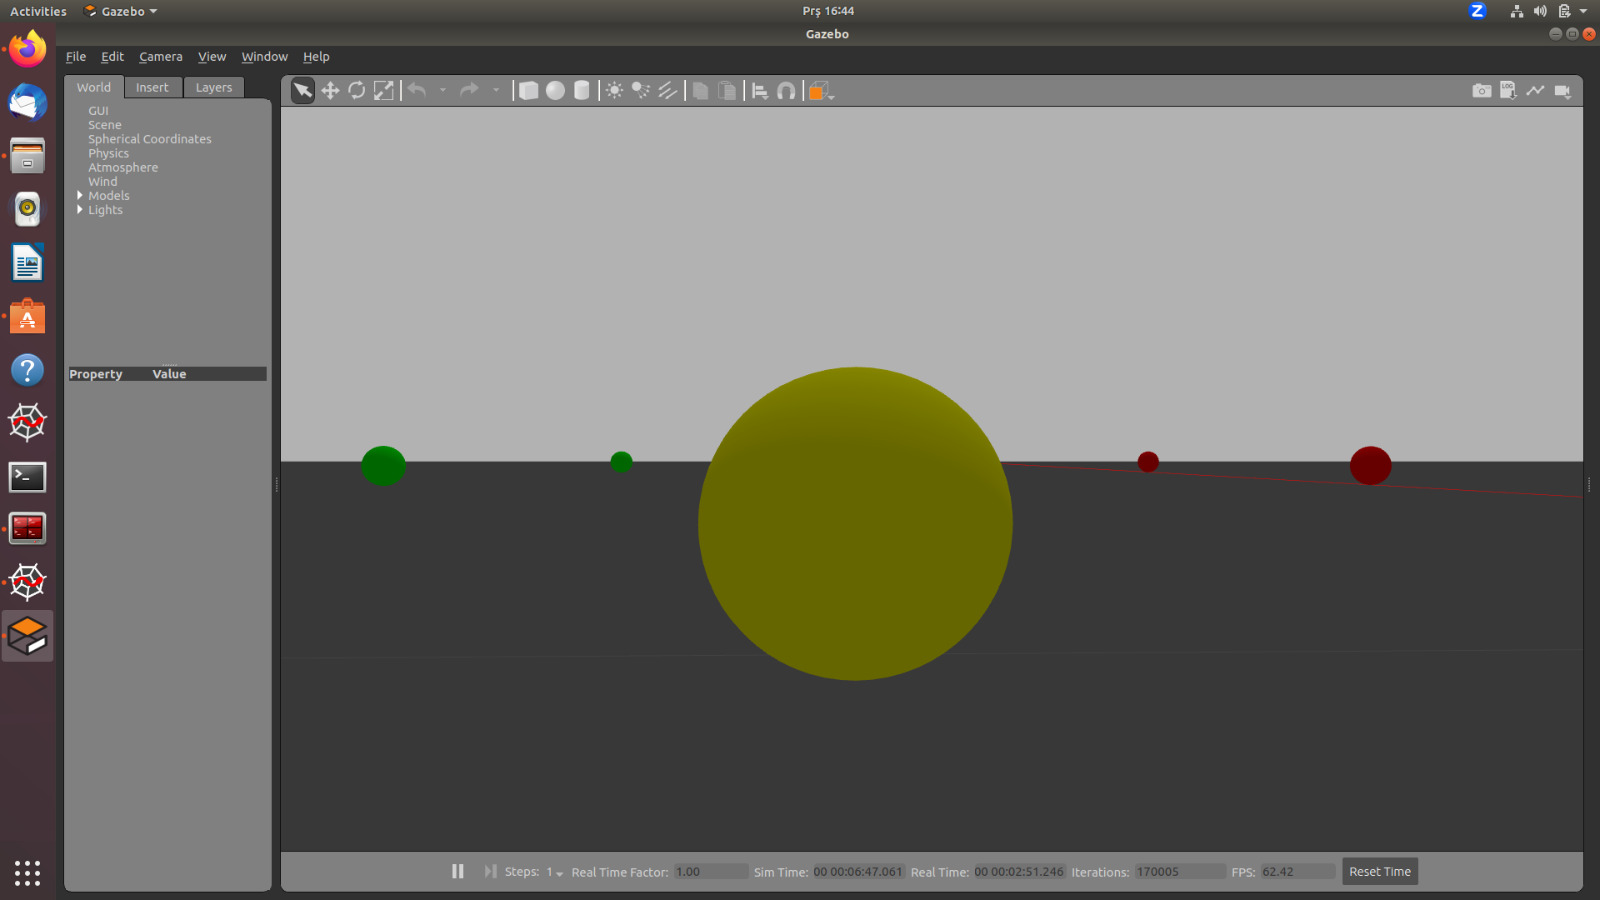 Activities Gazebo Prş 16:44
Gazebo
File Edit Camera View Window Help
World Insert Layers
GUI
Scene
Spherical Coordinates
Physics
Atmosphere
Wind
Models
Lights
Property Value
Steps: 1 Real Time Factor: 1.00 Sim Time: 00 00:06:47.061 Real Time: 00 00:02:51.246 Iterations: 170005 FPS: 62.42 Reset Time